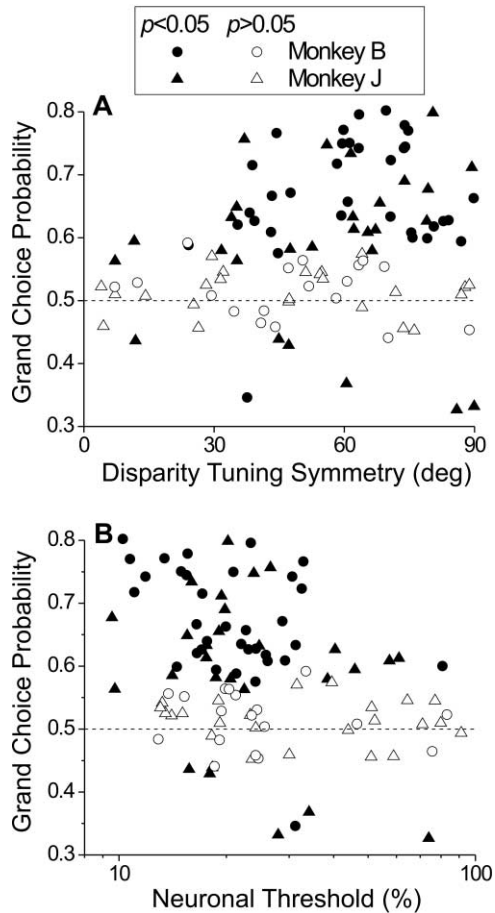 p<0.05 p>0.05
Monkey B
Monkey J
A
0.8
0.7
0.6
0.5
0.4
0.3
Grand Choice Probability
0 30 60 90
Disparity Tuning Symmetry (deg)
B
0.8
0.7
0.6
0.5
0.4
0.3
Grand Choice Probability
10 100
Neuronal Threshold (%)